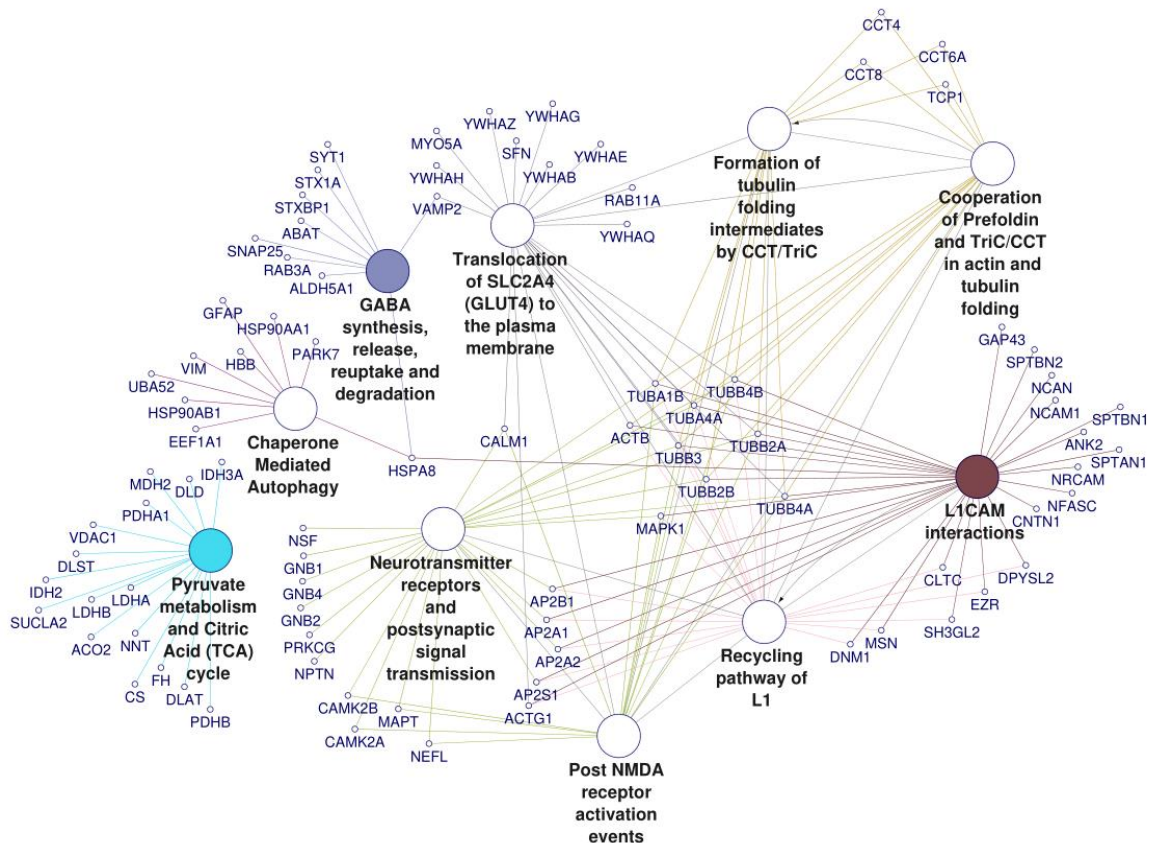 CCT4
CCT6A
CCT8
TCP1
YWHAG
YWHAZ
MYO5A
SFN
YWHAE
SYT1
YWHAH
YWHAB
STX1A
RAB11A
STXBP1
VAMP2
ABAT
YWHAQ
SNAP25
RAB3A
ALDH5A1
Formation of
tubulin
folding
intermediates
by CCT/TriC
Cooperation
of Prefoldin
and TriC/CCT
in actin and
tubulin
folding
Translocation
of SLC2A4
(GLUT4) to
the plasma
membrane
GABA
synthesis,
release,
reuptake and
degradation
GFAP
HSP90AA1
PARK7
HBB
VIM
UBA52
HSP90AB1
EEF1A1
Chaperone
Mediated
Autophagy
CALM1
HSPA8
TUBA1B
TUBB4B
TUBA4A
ACTB
TUBB2A
TUBB3
TUBB2B
TUBB4A
MAPK1
GAP43
SPTBN2
NCAN
NCAM1
SPTBN1
ANK2
SPTAN1
NRCAM
NFASC
CNTN1
L1CAM
interactions
DPYSL2
CLTC
EZR
SH3GL2
MSN
DNM1
IDH3A
MDH2
DLD
PDHA1
VDAC1
DLST
IDH2
LDHA
LDHB
SUCLA2
NNT
ACO2
FH
CS
DLAT
PDHB
Pyruvate
metabolism
and Citric
Acid (TCA)
cycle
NSF
GNB1
GNB4
GNB2
PRKCG
NPTN
CAMK2B
MAPT
CAMK2A
NEFL
Neurotransmitter
receptors and
postsynaptic
signal
transmission
AP2B1
AP2A1
AP2A2
AP2S1
ACTG1
Recycling
pathway of
L1
Post NMDA
receptor
activation
events